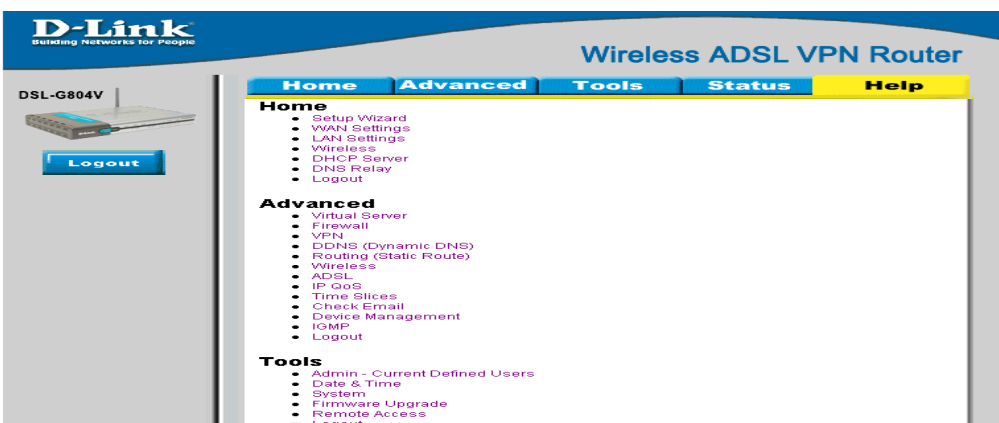 D-Link
Building Networks for People
Wireless ADSL VPN Router
DSL-G804V
Logout
Home Advanced Tools Status Help
Home
Setup Wizard
WAN Settings
LAN Settings
Wireless
DHCP Server
DNS Relay
Logout
Advanced
Virtual Server
Firewall
VPN
DDNS (Dynamic DNS)
Routing (Static Route)
Wireless
ADSL
IP QoS
Time Slices
Check Email
Device Management
IGMP
Logout
Tools
Admin - Current Defined Users
Date & Time
System
Firmware Upgrade
Remote Access